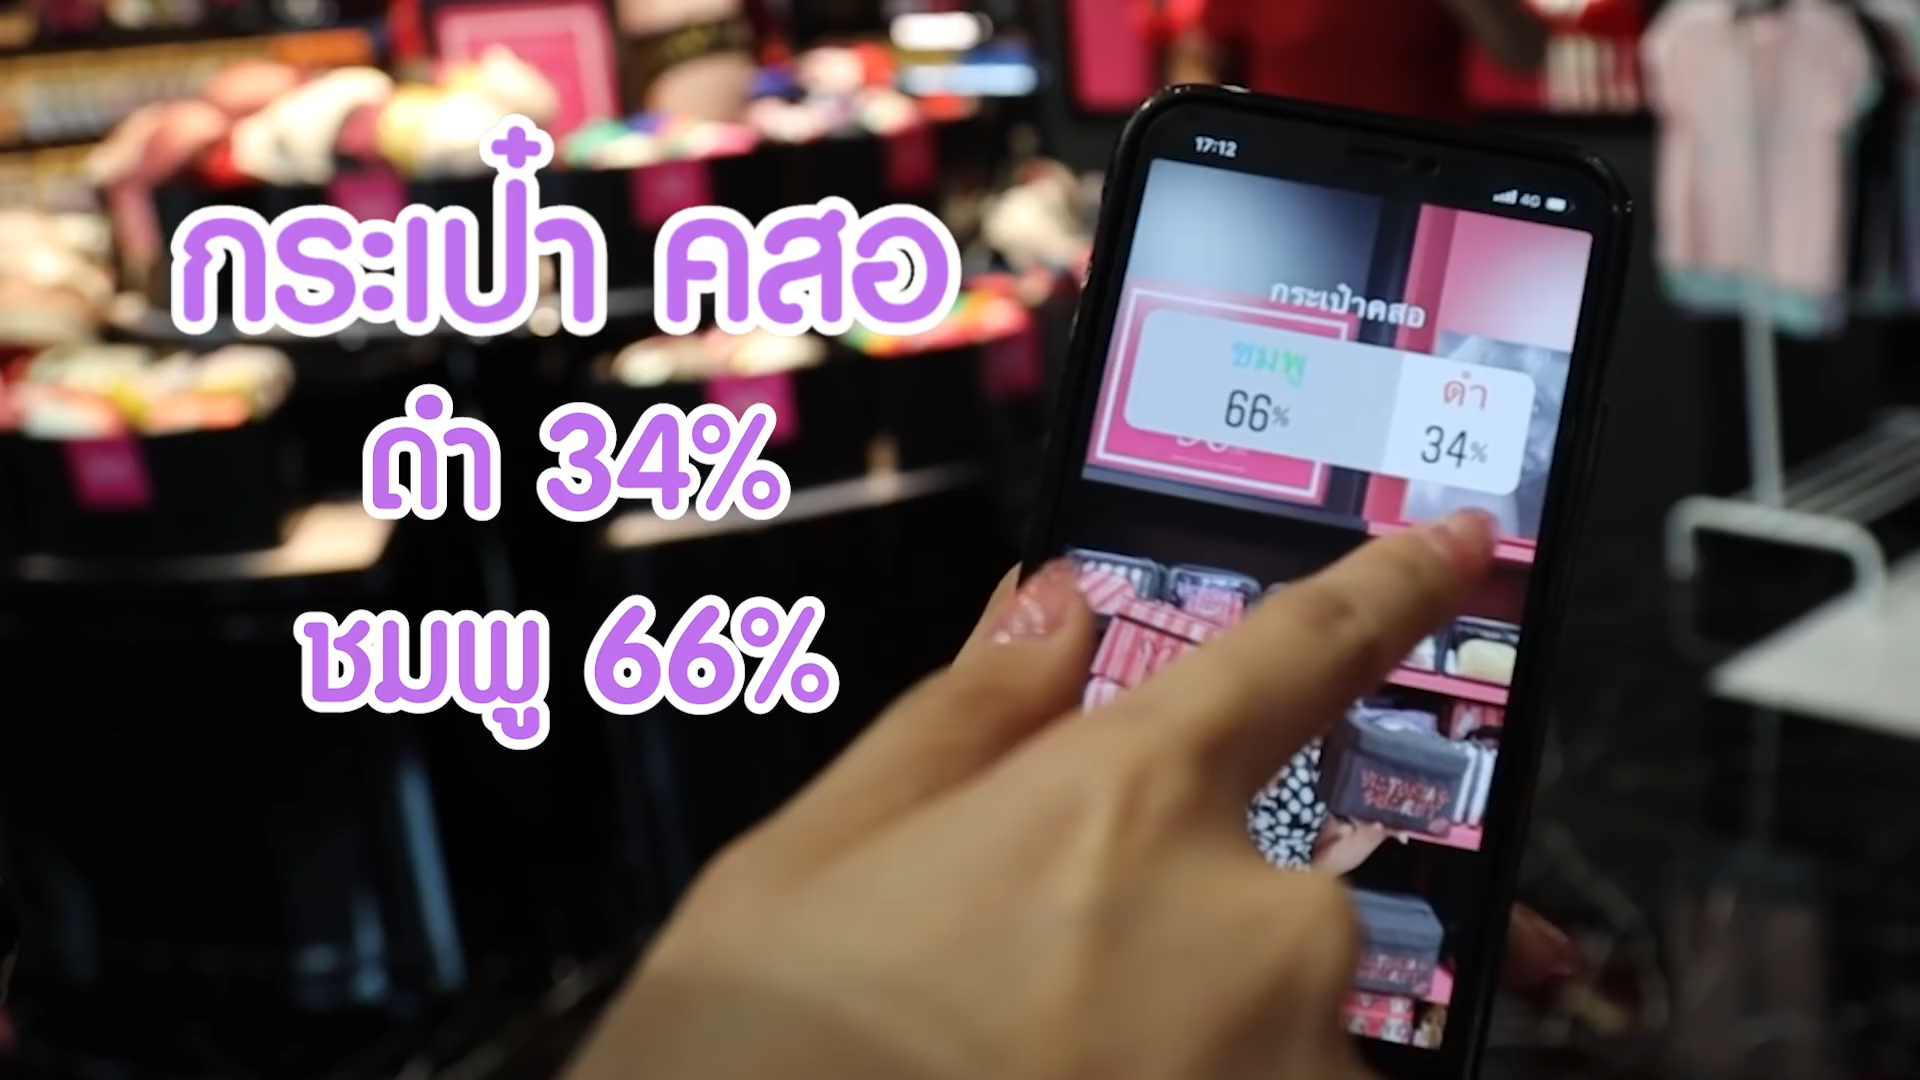 กระเป๋า คสอ
ดำ 34%
ชมพู 66%
17:12
4G
กระเป๋าคสอ
ชมพู
66%
ดำ
34%